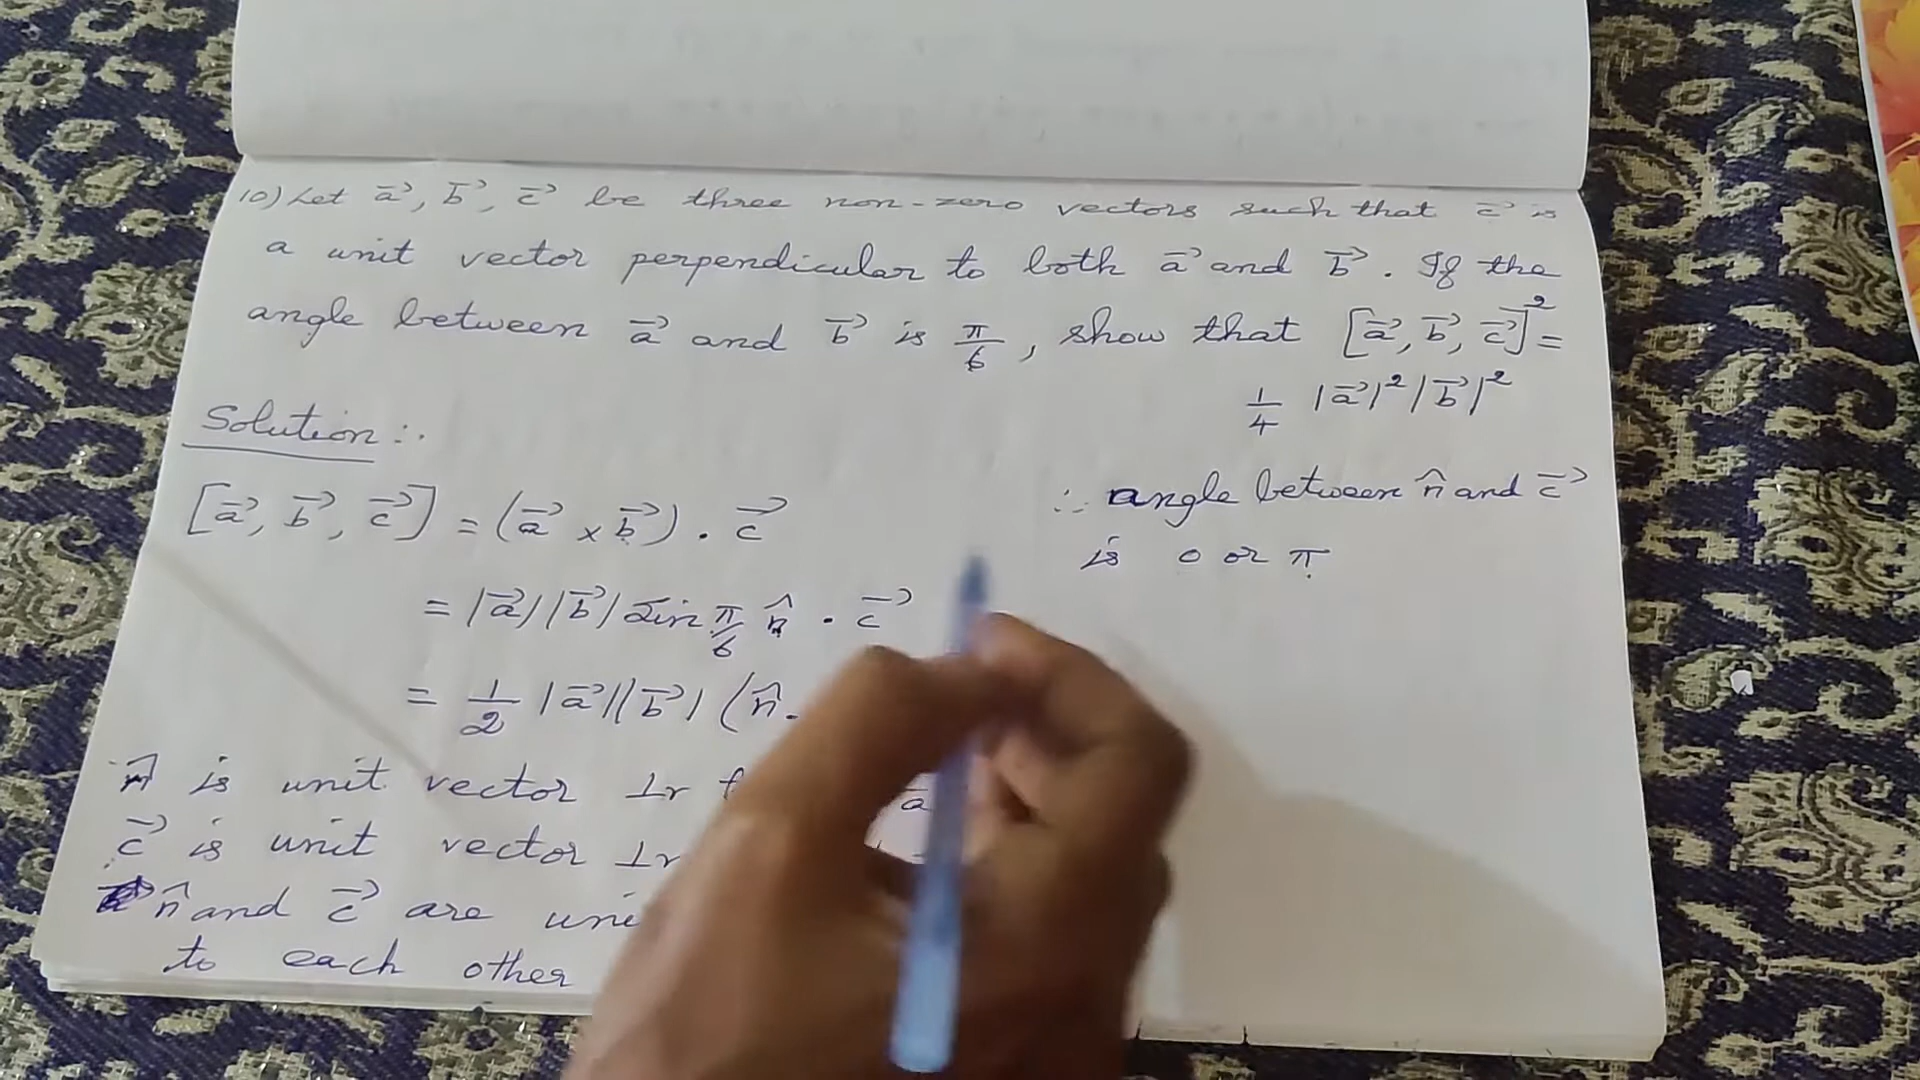 10) Let a⃗, b⃗, c⃗ be three non-zero vectors such that c⃗ is
a unit vector perpendicular to both a⃗ and b⃗. If the
angle between a⃗ and b⃗ is π/6, show that [a⃗, b⃗, c⃗]² =
1/4 |a⃗|² |b⃗|²
Solution :.
[a⃗, b⃗, c⃗] = (a⃗ × b⃗) . c⃗
= |a⃗| |b⃗| sin π/6 n̂ . c⃗
= 1/2 |a⃗| |b⃗| (n̂ .
n̂ is unit vector ⊥r a
c⃗ is unit vector ⊥r
n̂ and c⃗ are
to each other
∴ angle between n̂ and c⃗
is 0 or π